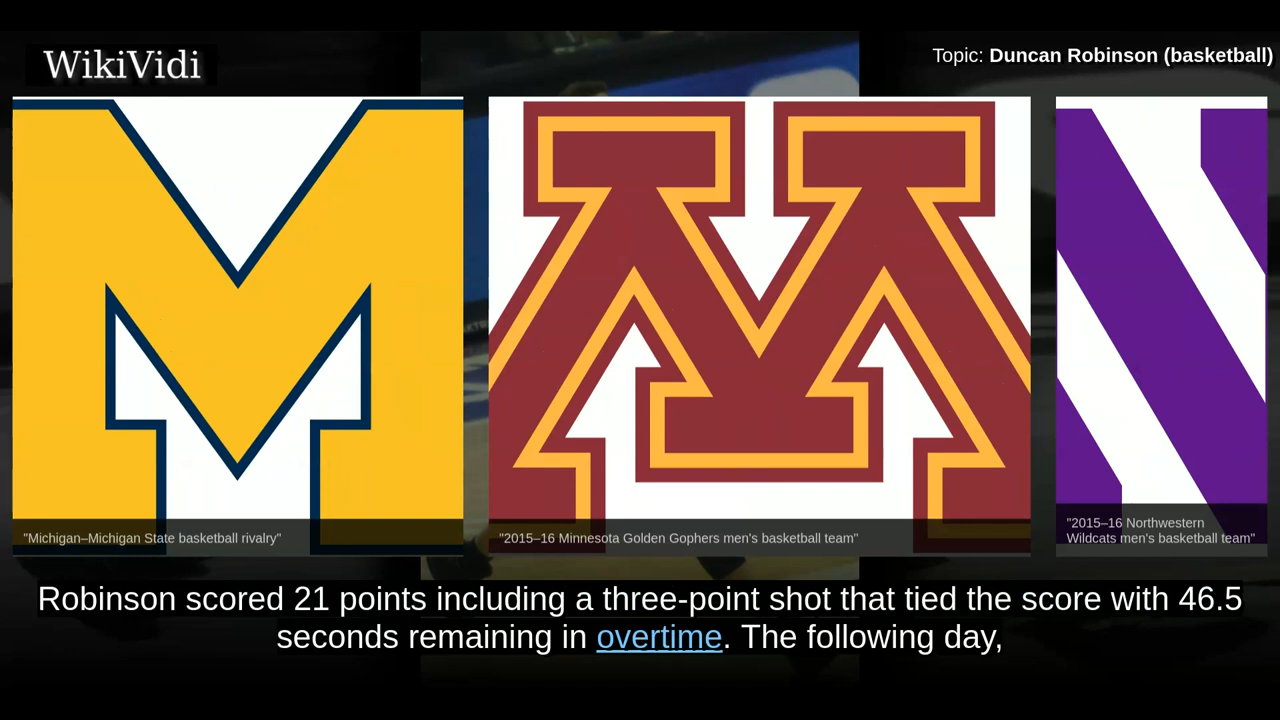 WikiVidi
Topic: Duncan Robinson (basketball)
"Michigan–Michigan State basketball rivalry"
"2015–16 Minnesota Golden Gophers men's basketball team"
"2015–16 Northwestern
Wildcats men's basketball team"
Robinson scored 21 points including a three-point shot that tied the score with 46.5
seconds remaining in overtime. The following day,